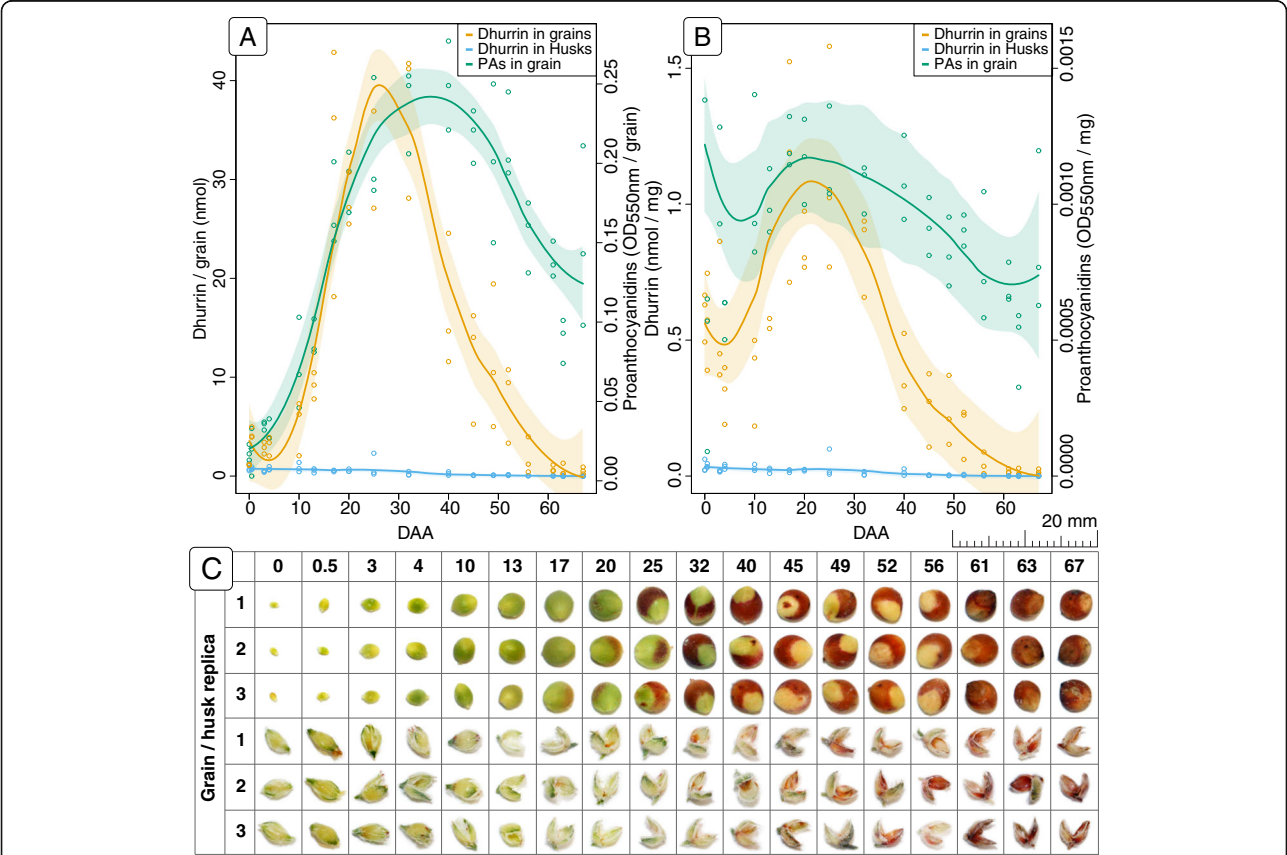 A
Dhurrin in grains
Dhurrin in Husks
PAs in grain
Dhurrin / grain (nmol)
40
30
20
10
0
0.25
0.20
0.15
0.10
0.05
0.00
Proanthocyanidins (OD550nm / grain)
0 10 20 30 40 50 60
DAA
B
Dhurrin in grains
Dhurrin in Husks
PAs in grain
Dhurrin (nmol / mg)
1.5
1.0
0.5
0.0
0.0015
0.00010
0.0005
0.0000
Proanthocyanidins (OD550nm / mg)
0 10 20 30 40 50 60
DAA
20 mm
C
0 0.5 3 4 10 13 17 20 25 32 40 45 49 52 56 61 63 67
Grain / husk replica
1
2
3
1
2
3